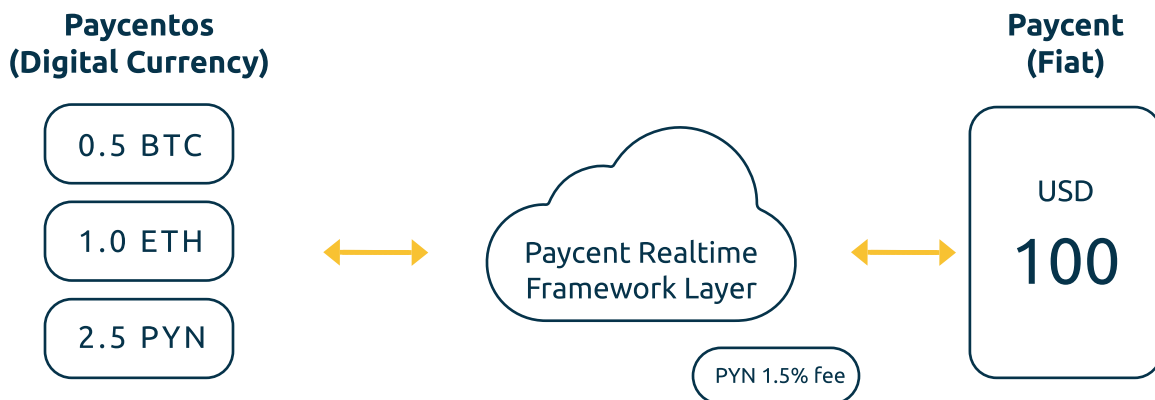 Paycentos
(Digital Currency)
0.5 BTC
1.0 ETH
2.5 PYN
Paycent Realtime
Framework Layer
PYN 1.5% fee
Paycent
(Fiat)
USD
100